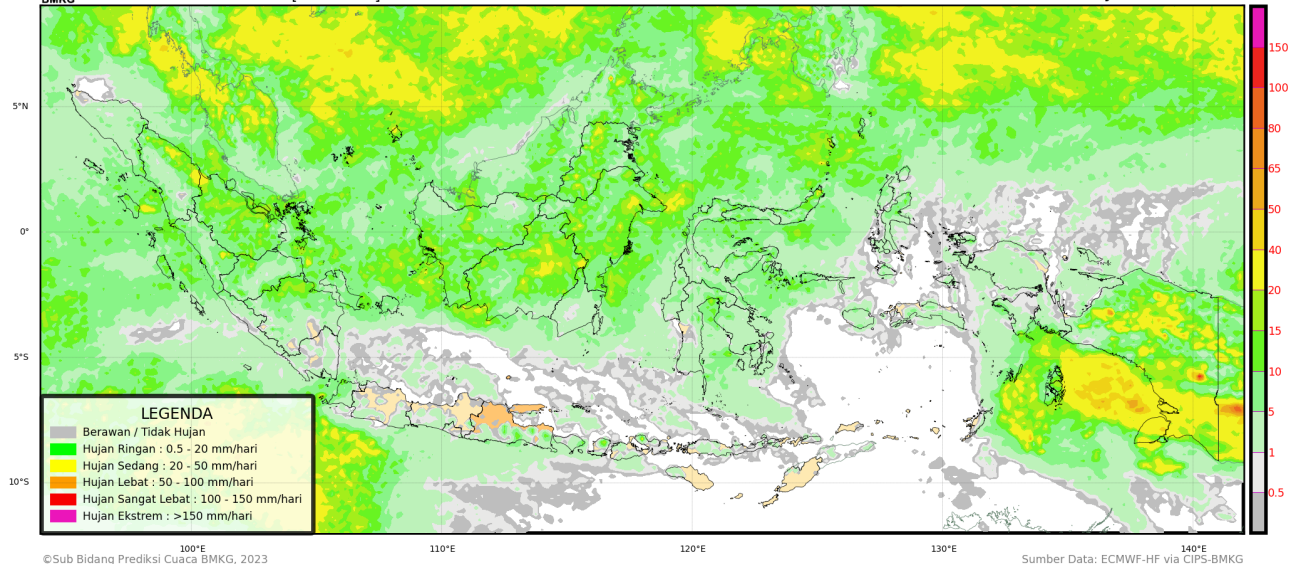 BMKG
150
100
80
65
50
40
20
15
10
5
1
0.5
5°N
0°
5°S
10°S
LEGENDA
Berawan / Tidak Hujan
Hujan Ringan : 0.5 - 20 mm/hari
Hujan Sedang : 20 - 50 mm/hari
Hujan Lebat : 50 - 100 mm/hari
Hujan Sangat Lebat : 100 - 150 mm/hari
Hujan Ekstrem : >150 mm/hari
100°E
110°E
120°E
130°E
140°E
©Sub Bidang Prediksi Cuaca BMKG, 2023
Sumber Data: ECMWF-HF via CIPS-BMKG